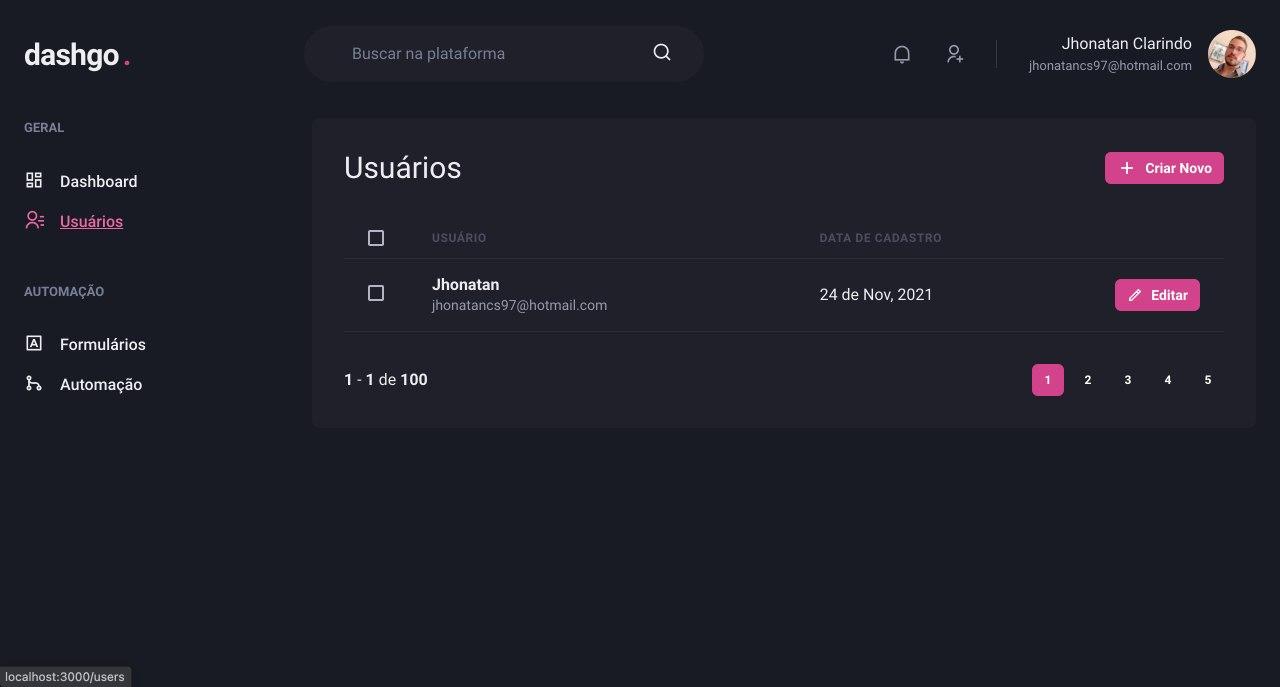 dashgo.
Buscar na plataforma
Jhonatan Clarindo
jhonatancs97@hotmail.com
GERAL
Dashboard
Usuários
AUTOMAÇÃO
Formulários
Automação
Usuários
+ Criar Novo
USUÁRIO DATA DE CADASTRO
Jhonatan
jhonatancs97@hotmail.com
24 de Nov, 2021
Editar
1 - 1 de 100
1 2 3 4 5
localhost:3000/users